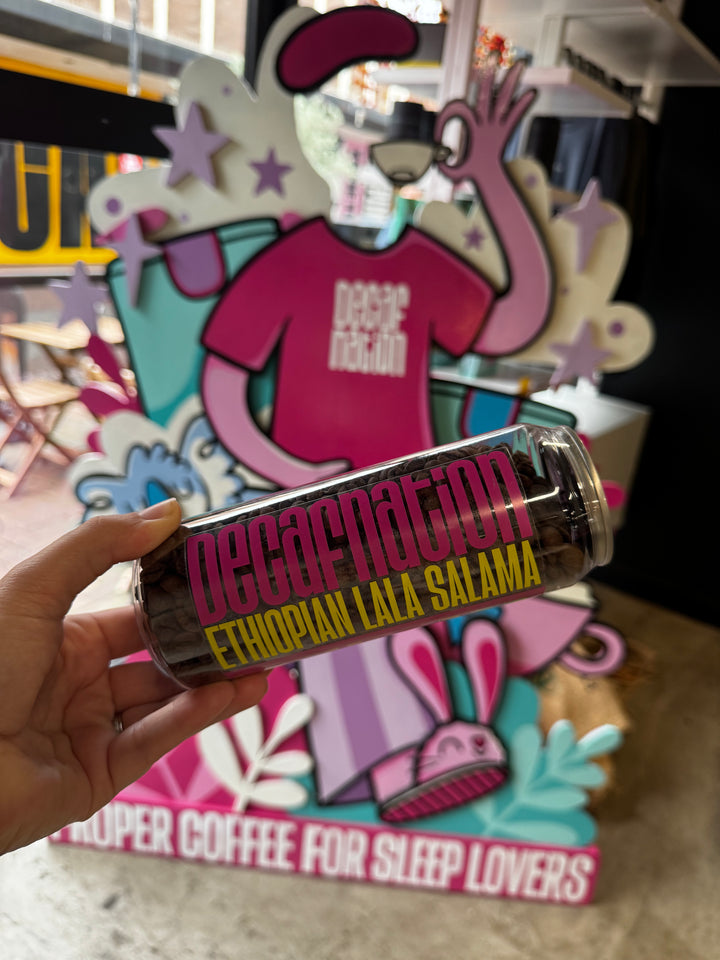 Decaf
nation
Decafnation
ETHIOPIAN LALA SALAMA
PROPER COFFEE FOR SLEEP LOVERS